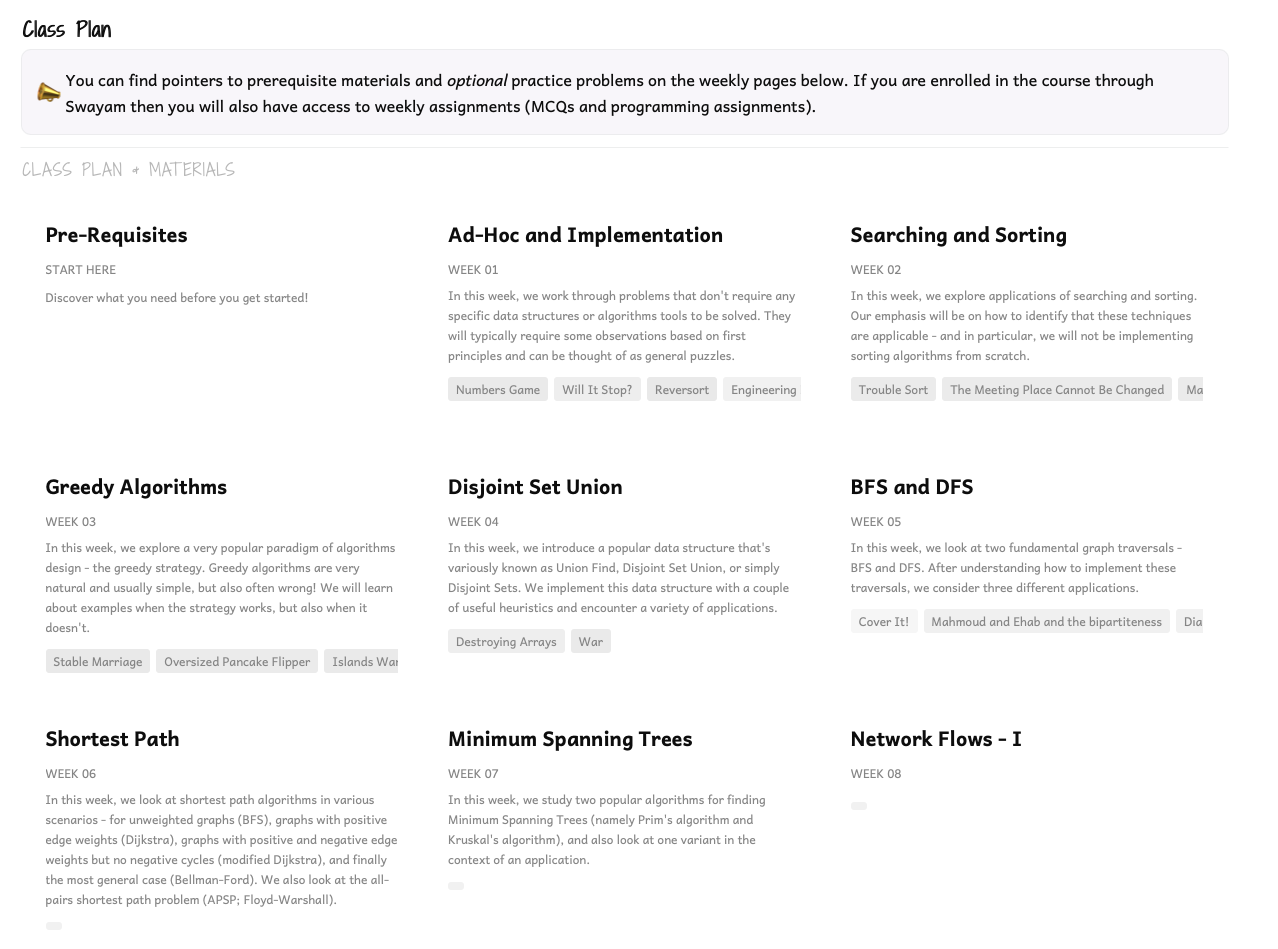 Class Plan
You can find pointers to prerequisite materials and optional practice problems on the weekly pages below. If you are enrolled in the course through
Swayam then you will also have access to weekly assignments (MCQs and programming assignments).
CLASS PLAN & MATERIALS
Pre-Requisites
START HERE
Discover what you need before you get started!
Ad-Hoc and Implementation
WEEK 01
In this week, we work through problems that don't require any
specific data structures or algorithms tools to be solved. They
will typically require some observations based on first
principles and can be thought of as general puzzles.
Numbers Game Will It Stop? Reversort Engineering
Searching and Sorting
WEEK 02
In this week, we explore applications of searching and sorting.
Our emphasis will be on how to identify that these techniques
are applicable - and in particular, we will not be implementing
sorting algorithms from scratch.
Trouble Sort The Meeting Place Cannot Be Changed Ma
Greedy Algorithms
WEEK 03
In this week, we explore a very popular paradigm of algorithms
design - the greedy strategy. Greedy algorithms are very
natural and usually simple, but also often wrong! We will learn
about examples when the strategy works, but also when it
doesn't.
Stable Marriage Oversized Pancake Flipper Islands War
Disjoint Set Union
WEEK 04
In this week, we introduce a popular data structure that's
variously known as Union Find, Disjoint Set Union, or simply
Disjoint Sets. We implement this data structure with a couple
of useful heuristics and encounter a variety of applications.
Destroying Arrays War
BFS and DFS
WEEK 05
In this week, we look at two fundamental graph traversals -
BFS and DFS. After understanding how to implement these
traversals, we consider three different applications.
Cover It! Mahmoud and Ehab and the bipartiteness Dia
Shortest Path
WEEK 06
In this week, we look at shortest path algorithms in various
scenarios - for unweighted graphs (BFS), graphs with positive
edge weights (Dijkstra), graphs with positive and negative edge
weights but no negative cycles (modified Dijkstra), and finally
the most general case (Bellman-Ford). We also look at the all-
pairs shortest path problem (APSP; Floyd-Warshall).
Minimum Spanning Trees
WEEK 07
In this week, we study two popular algorithms for finding
Minimum Spanning Trees (namely Prim's algorithm and
Kruskal's algorithm), and also look at one variant in the
context of an application.
Network Flows - I
WEEK 08